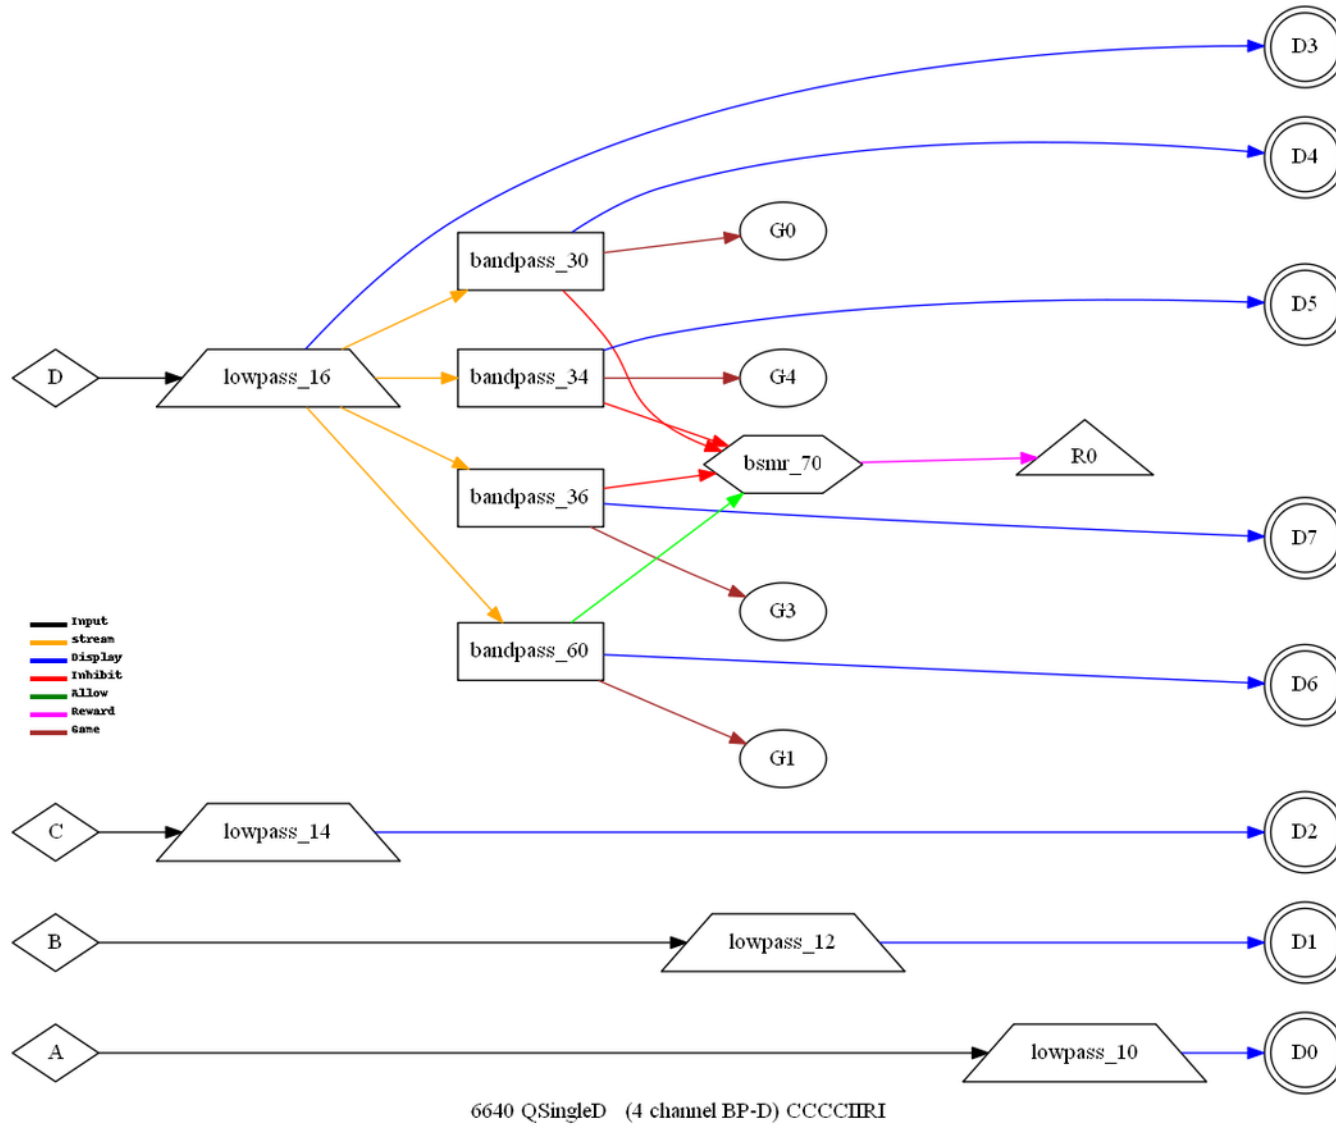 D3
D4
G0
bandpass_30
D5
D
lowpass_16
bandpass_34
G4
bsmr_70
R0
bandpass_36
D7
G3
Input
stream
Display
Inhibit
Allow
Reward
Game
bandpass_60
D6
G1
C
lowpass_14
D2
B
lowpass_12
D1
A
lowpass_10
D0
6640 QSingleD (4 channel BP-D) CCCCIIRI